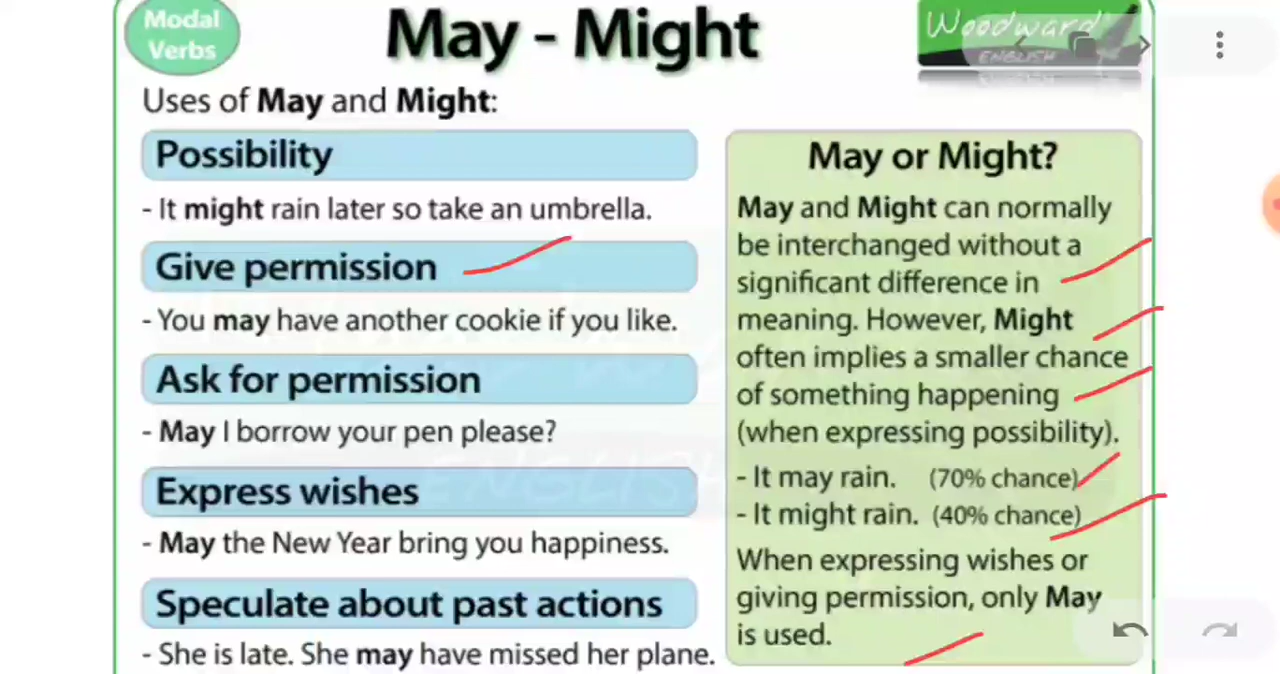 Modal
Verbs
May - Might
Woodward
ENGLISH
Uses of May and Might:
Possibility
- It might rain later so take an umbrella.
Give permission
- You may have another cookie if you like.
Ask for permission
- May I borrow your pen please?
Express wishes
- May the New Year bring you happiness.
Speculate about past actions
- She is late. She may have missed her plane.
May or Might?
May and Might can normally
be interchanged without a
significant difference in
meaning. However, Might
often implies a smaller chance
of something happening
(when expressing possibility).
- It may rain. (70% chance)
- It might rain. (40% chance)
When expressing wishes or
giving permission, only May
is used.
ENGLISH